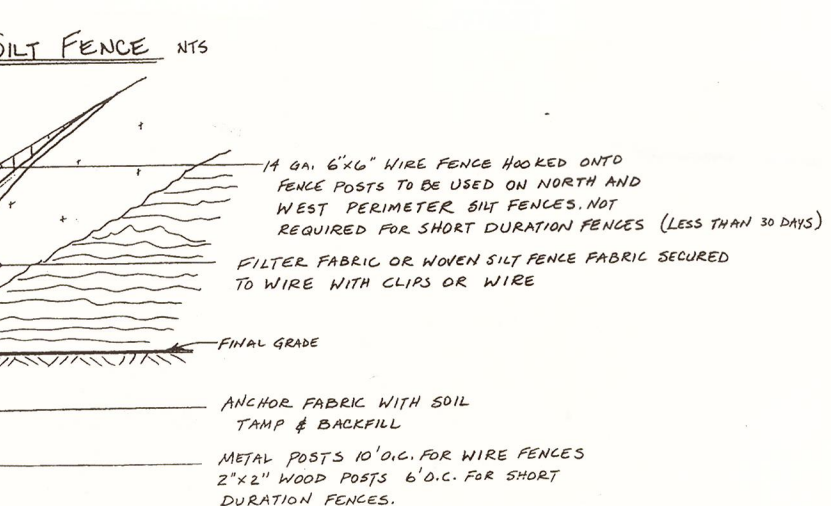 SILT FENCE NTS
14 GA. 6"X6" WIRE FENCE HOOKED ONTO
FENCE POSTS TO BE USED ON NORTH AND
WEST PERIMETER SILT FENCES. NOT
REQUIRED FOR SHORT DURATION FENCES (LESS THAN 30 DAYS)
FILTER FABRIC OR WOVEN SILT FENCE FABRIC SECURED
TO WIRE WITH CLIPS OR WIRE
FINAL GRADE
ANCHOR FABRIC WITH SOIL
TAMP & BACKFILL
METAL POSTS 10' O.C. FOR WIRE FENCES
2"X2" WOOD POSTS 6' O.C. FOR SHORT
DURATION FENCES.